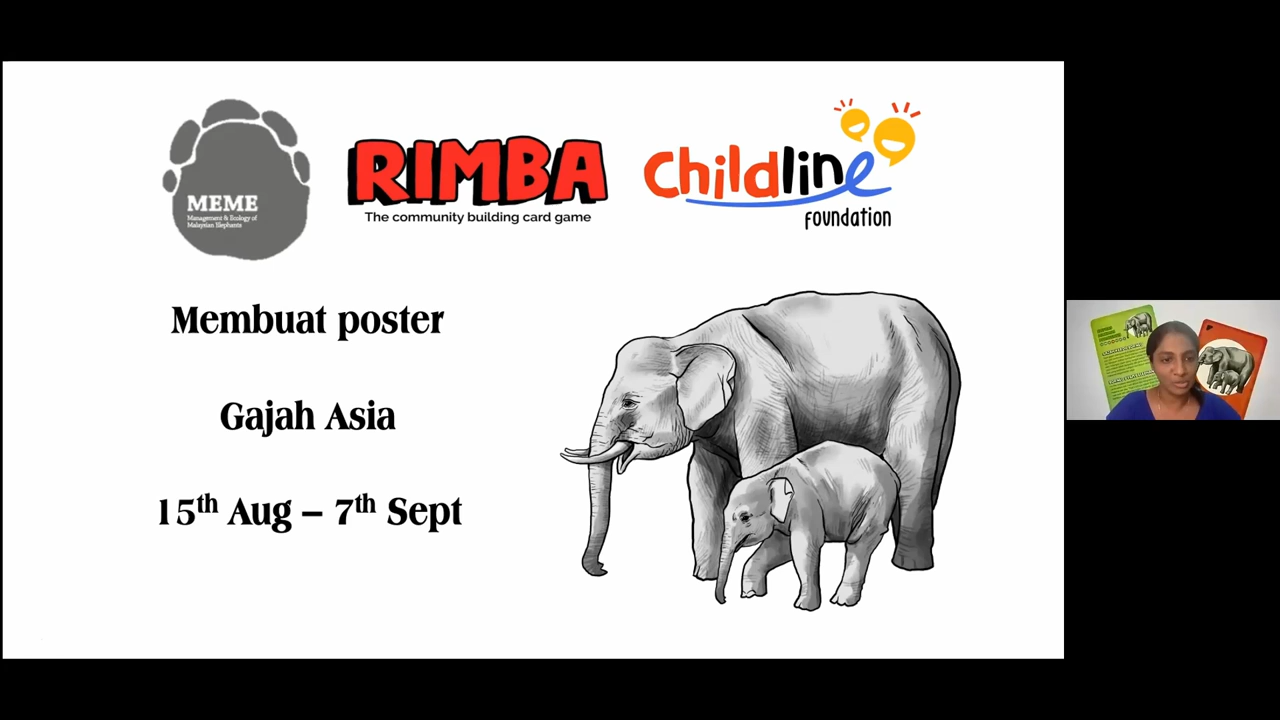 MEME
Management & Ecology of
Malaysian Elephants
RIMBA
The community building card game
Childline
foundation
Membuat poster
Gajah Asia
15th Aug – 7th Sept